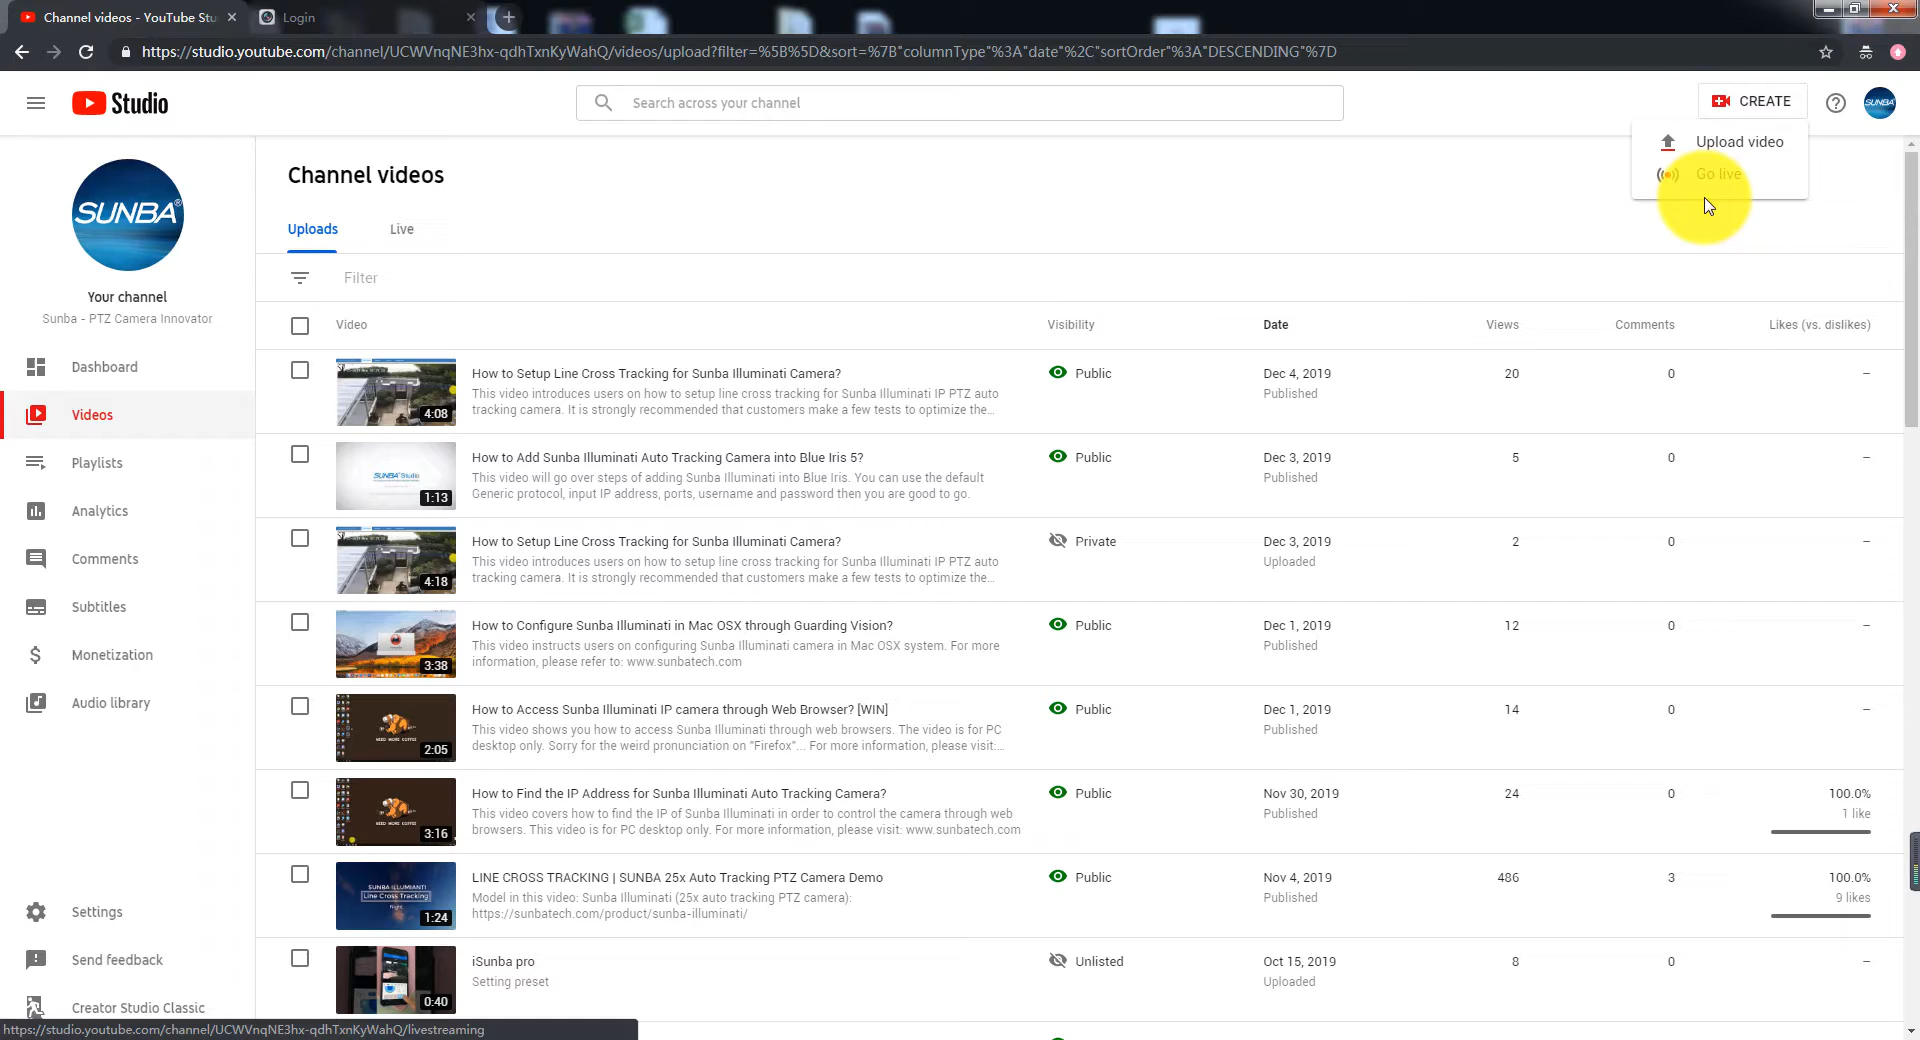 Channel videos - YouTube Stu
Login
https://studio.youtube.com/channel/UCWVnqNE3hx-qdhTxnKyWahQ/videos/upload?filter=%5B%5D&sort=%7B"columnType"%3A"date"%2C"sortOrder"%3A"DESCENDING"%7D
Studio
Search across your channel
CREATE
SUNBA
Upload video
Go live
SUNBA
Your channel
Sunba - PTZ Camera Innovator
Dashboard
Videos
Playlists
Analytics
Comments
Subtitles
Monetization
Audio library
Settings
Send feedback
Creator Studio Classic
Channel videos
Uploads Live
Filter
Video Visibility Date Views Comments Likes (vs. dislikes)
4:08
How to Setup Line Cross Tracking for Sunba Illuminati Camera?
This video introduces users on how to setup line cross tracking for Sunba Illuminati IP PTZ auto
tracking camera. It is strongly recommended that customers make a few tests to optimize the...
Public
Dec 4, 2019
Published
20 0 –
SUNBA Studio
1:13
How to Add Sunba Illuminati Auto Tracking Camera into Blue Iris 5?
This video will go over steps of adding Sunba Illuminati into Blue Iris. You can use the default
Generic protocol, input IP address, ports, username and password then you are good to go.
Public
Dec 3, 2019
Published
5 0 –
4:18
How to Setup Line Cross Tracking for Sunba Illuminati Camera?
This video introduces users on how to setup line cross tracking for Sunba Illuminati IP PTZ auto
tracking camera. It is strongly recommended that customers make a few tests to optimize the...
Private
Dec 3, 2019
Uploaded
2 0 –
3:38
How to Configure Sunba Illuminati in Mac OSX through Guarding Vision?
This video instructs users on configuring Sunba Illuminati camera in Mac OSX system. For more
information, please refer to: www.sunbatech.com
Public
Dec 1, 2019
Published
12 0 –
NEED MORE COFFEE
2:05
How to Access Sunba Illuminati IP camera through Web Browser? [WIN]
This video shows you how to access Sunba Illuminati through web browsers. The video is for PC
desktop only. Sorry for the weird pronunciation on "Firefox"... For more information, please visit:...
Public
Dec 1, 2019
Published
14 0 –
NEED MORE COFFEE
3:16
How to Find the IP Address for Sunba Illuminati Auto Tracking Camera?
This video covers how to find the IP of Sunba Illuminati in order to control the camera through web
browsers. This video is for PC desktop only. For more information, please visit: www.sunbatech.com
Public
Nov 30, 2019
Published
24 0 100.0%
1 like
SUNBA ILLUMIANTI
Line Cross Tracking
Night
1:24
LINE CROSS TRACKING | SUNBA 25x Auto Tracking PTZ Camera Demo
Model in this video: Sunba Illuminati (25x auto tracking PTZ camera):
https://sunbatech.com/product/sunba-illuminati/
Public
Nov 4, 2019
Published
486 3 100.0%
9 likes
0:40
iSunba pro
Setting preset
Unlisted
Oct 15, 2019
Uploaded
8 0 –
https://studio.youtube.com/channel/UCWVnqNE3hx-qdhTxnKyWahQ/livestreaming